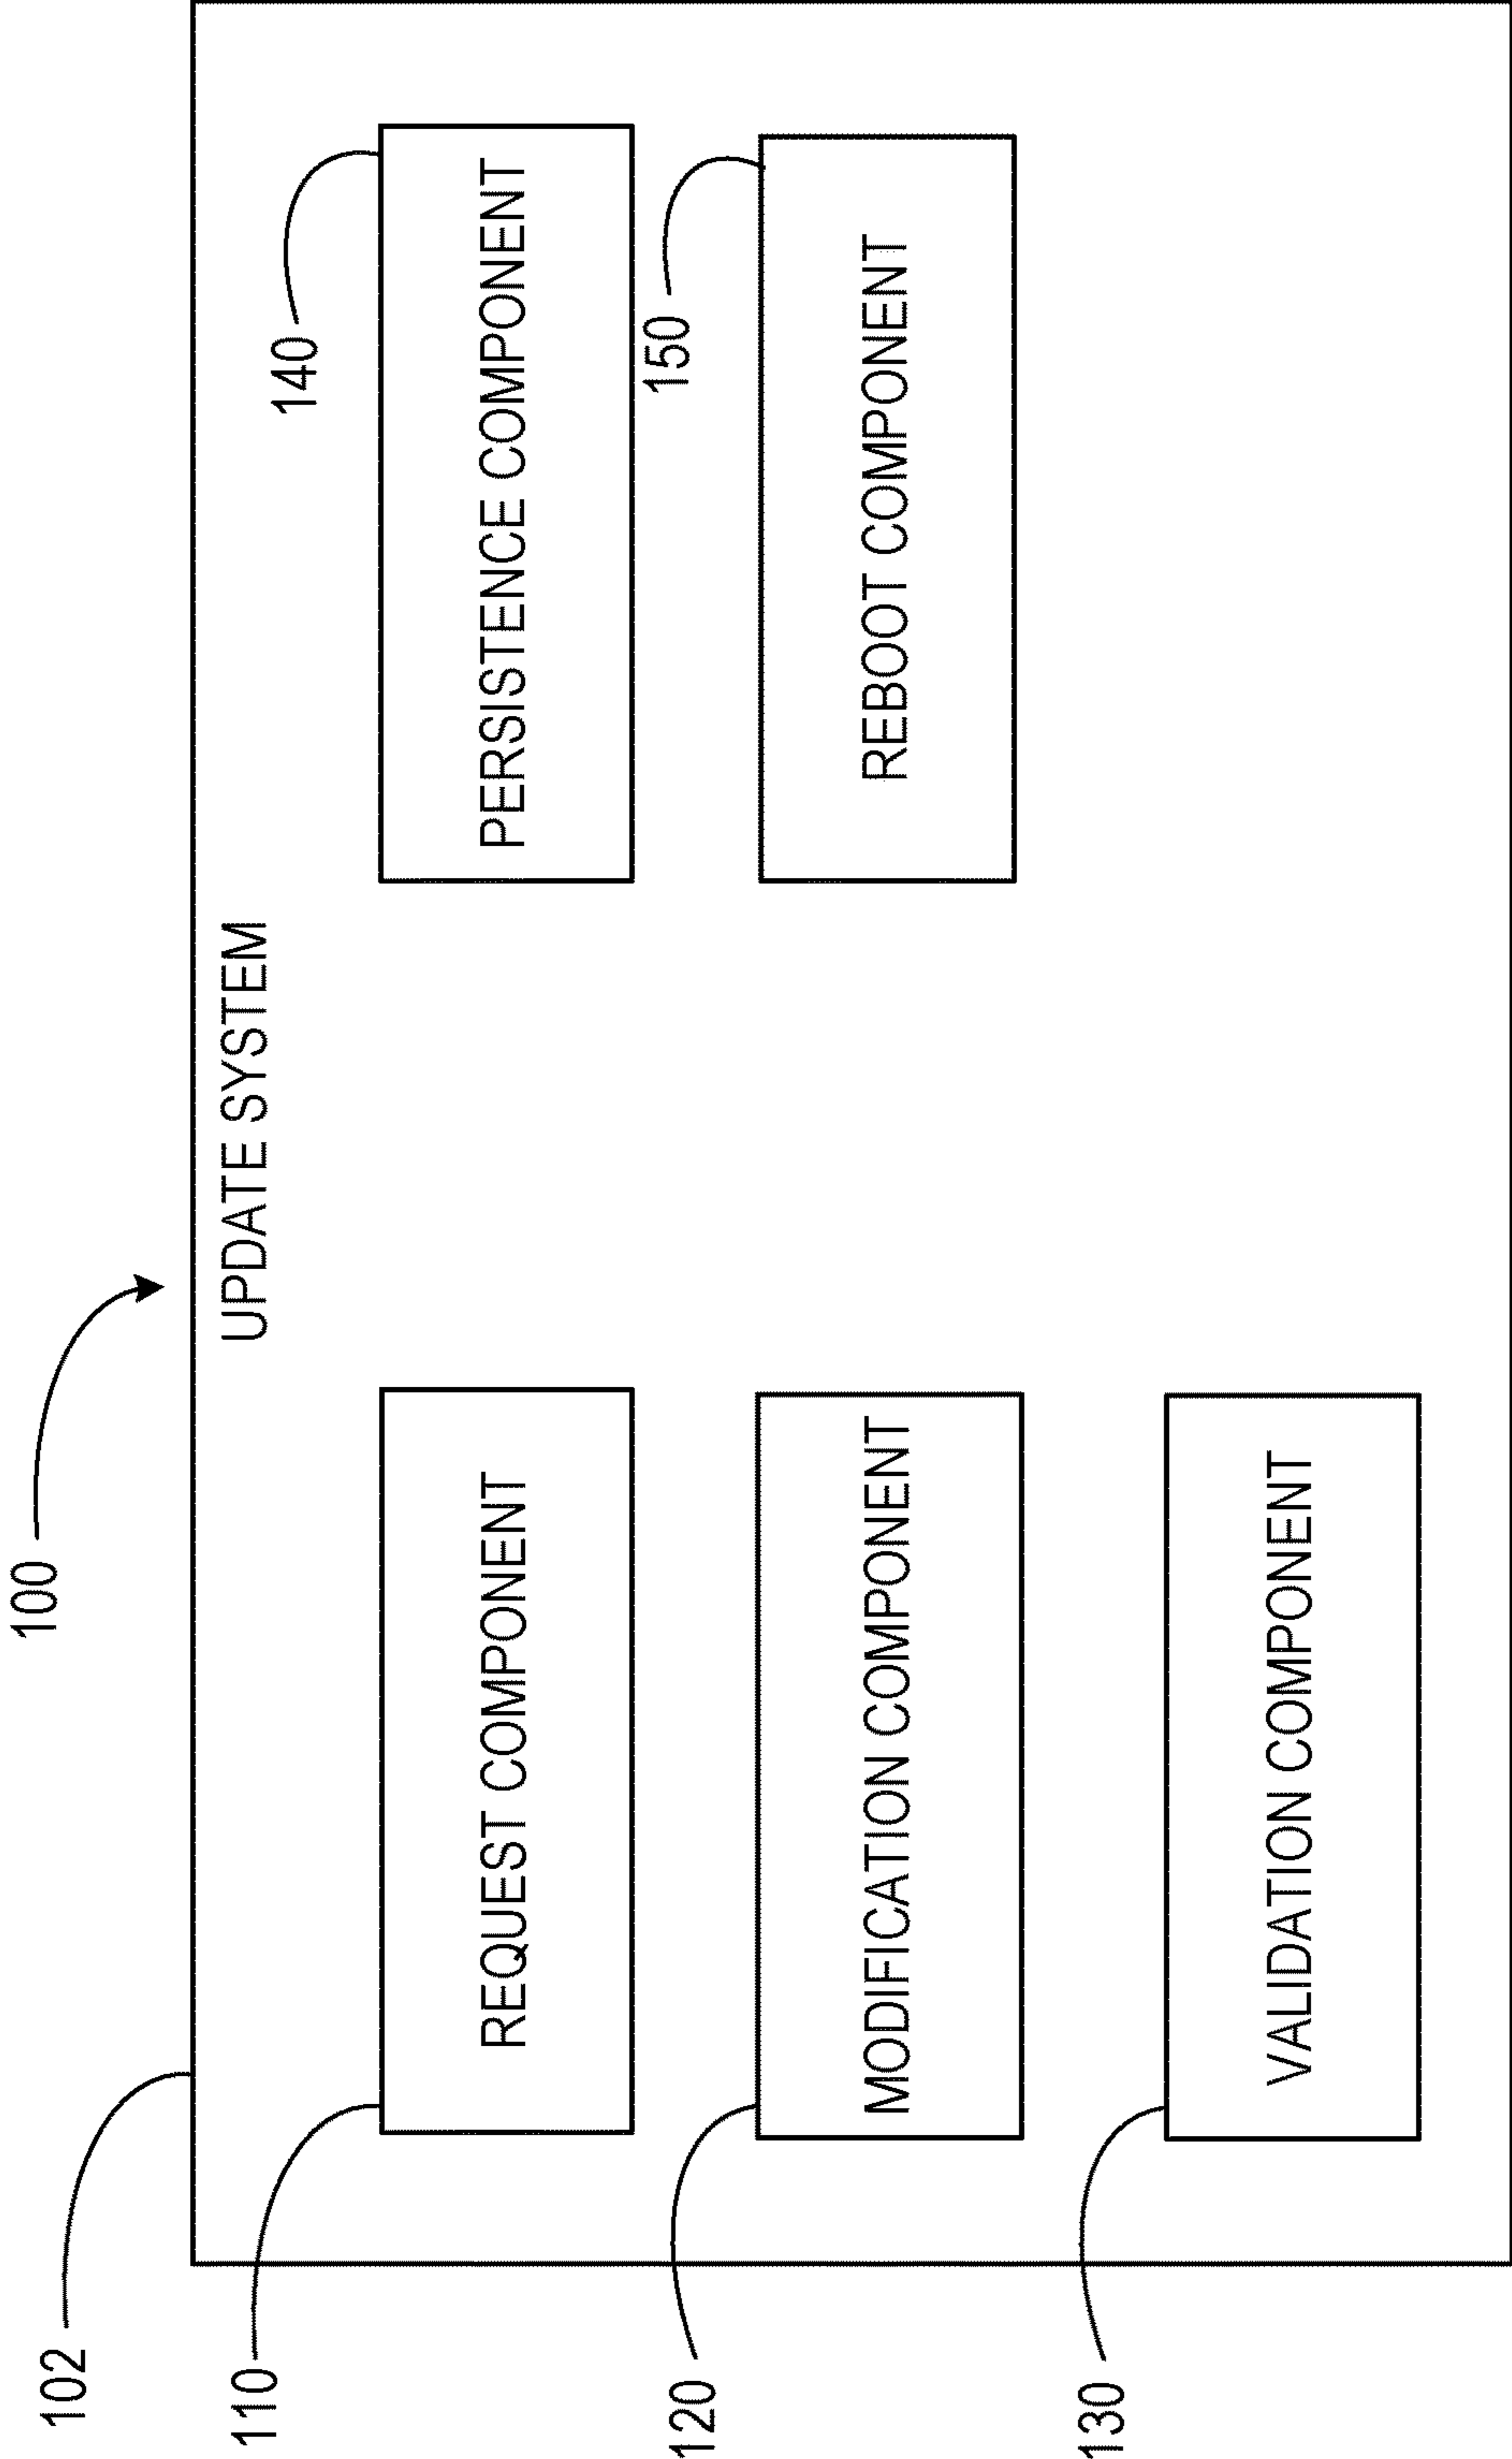 100
102
UPDATE SYSTEM
110
REQUEST COMPONENT
140
PERSISTENCE COMPONENT
120
MODIFICATION COMPONENT
150
REBOOT COMPONENT
130
VALIDATION COMPONENT